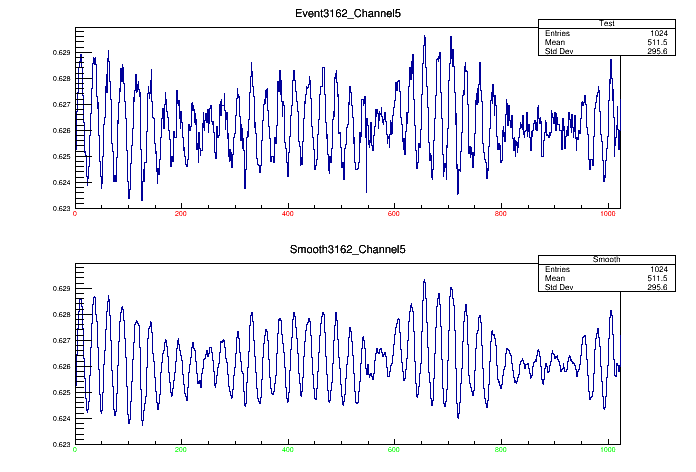 Event3162_Channel5
Test
Entries 1024
Mean 511.5
Std Dev 295.6
0.629
0.628
0.627
0.626
0.625
0.624
0.623
0 200 400 600 800 1000
Smooth3162_Channel5
Smooth
Entries 1024
Mean 511.5
Std Dev 295.6
0.629
0.628
0.627
0.626
0.625
0.624
0.623
0 200 400 600 800 1000